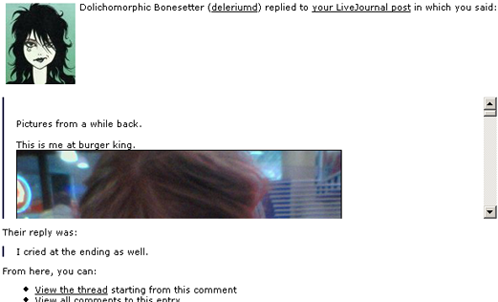 Dolichomorphic Bonesetter (deleriumd) replied to your LiveJournal post in which you said:
Pictures from a while back.
This is me at burger king.
Their reply was:
I cried at the ending as well.
From here, you can:
View the thread starting from this comment
View all comments to this entry